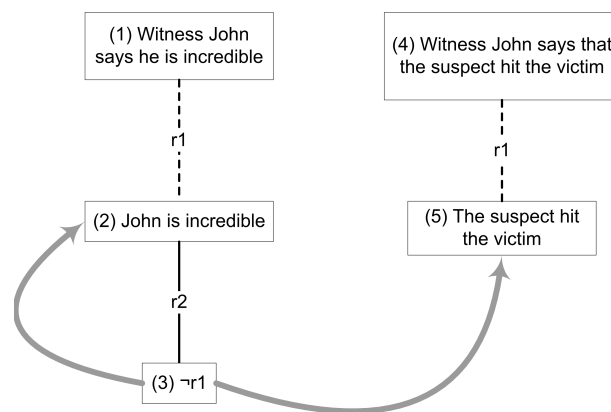 (1) Witness John
says he is incredible
(4) Witness John says that
the suspect hit the victim
r1
r1
(2) John is incredible
(5) The suspect hit
the victim
r2
(3) ¬r1